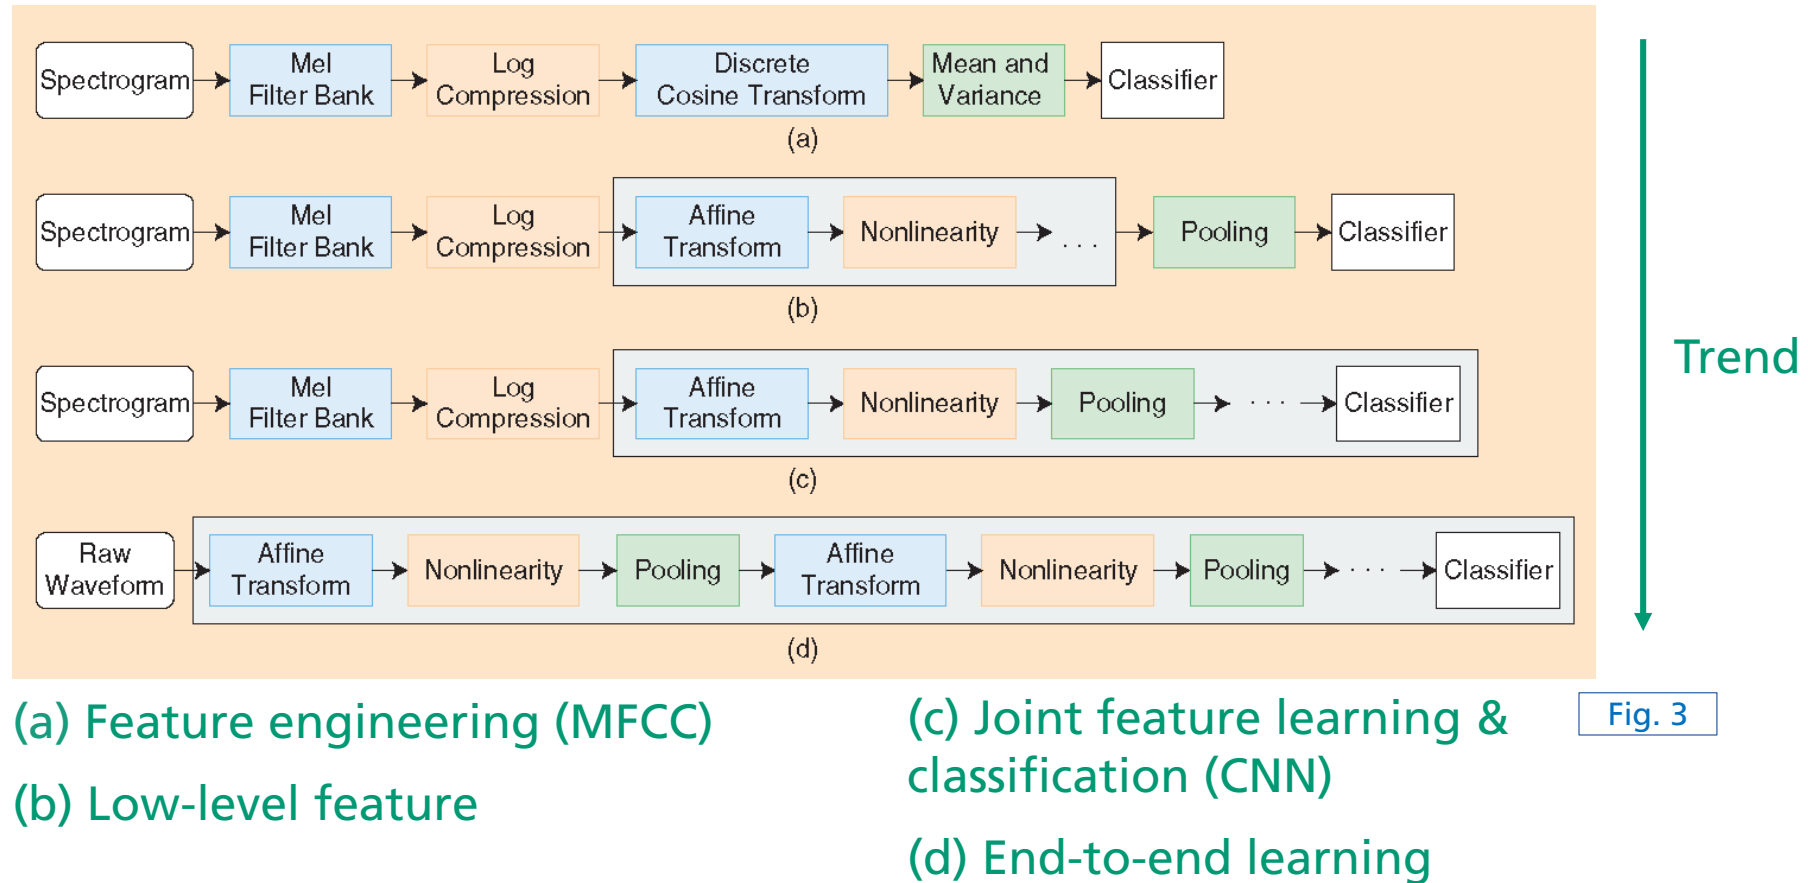 Spectrogram
Mel
Filter Bank
Log
Compression
Discrete
Cosine Transform
Mean and
Variance
Classifier
(a)
Spectrogram
Mel
Filter Bank
Log
Compression
Affine
Transform
Nonlinearity
. . .
Pooling
Classifier
(b)
Spectrogram
Mel
Filter Bank
Log
Compression
Affine
Transform
Nonlinearity
Pooling
. . .
Classifier
(c)
Raw
Waveform
Affine
Transform
Nonlinearity
Pooling
Affine
Transform
Nonlinearity
Pooling
. . .
Classifier
(d)
Trend
(a) Feature engineering (MFCC)
(b) Low-level feature
(c) Joint feature learning &
classification (CNN)
(d) End-to-end learning
Fig. 3